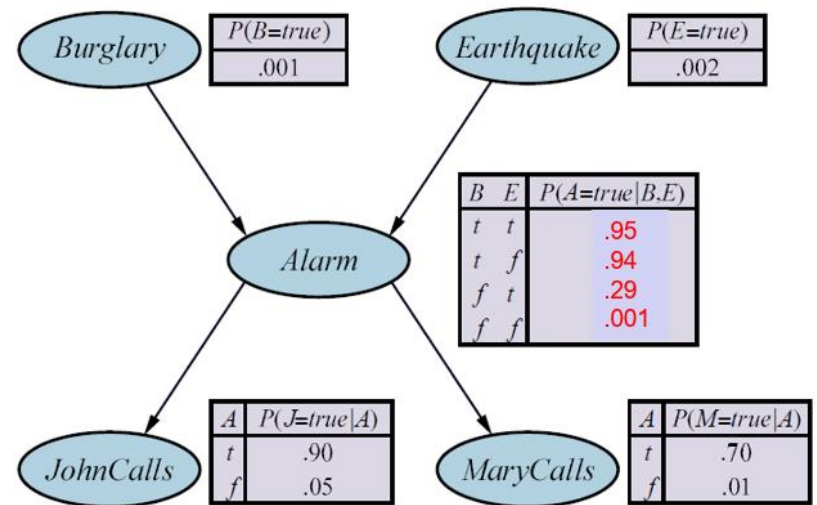 Burglary
P(B=true)
.001
Earthquake
P(E=true)
.002
B E P(A=true|B,E)
t t .95
t f .94
f t .29
f f .001
Alarm
JohnCalls
A P(J=true|A)
t .90
f .05
MaryCalls
A P(M=true|A)
t .70
f .01